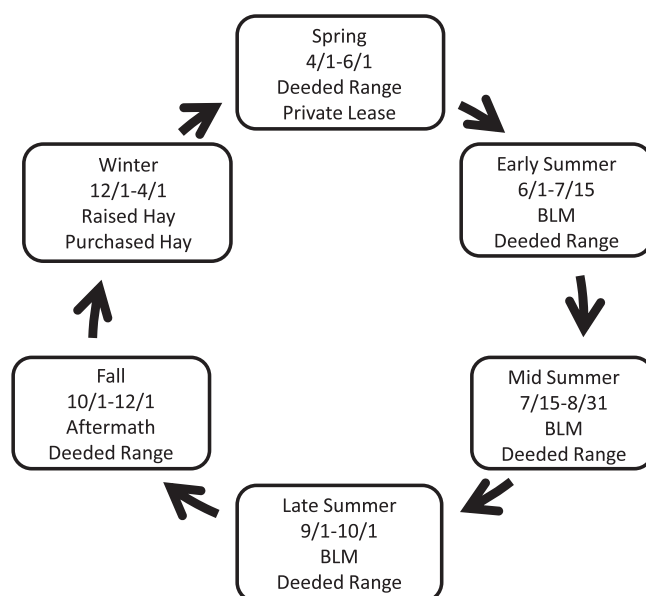 Spring
4/1-6/1
Deeded Range
Private Lease
Early Summer
6/1-7/15
BLM
Deeded Range
Mid Summer
7/15-8/31
BLM
Deeded Range
Late Summer
9/1-10/1
BLM
Deeded Range
Fall
10/1-12/1
Aftermath
Deeded Range
Winter
12/1-4/1
Raised Hay
Purchased Hay